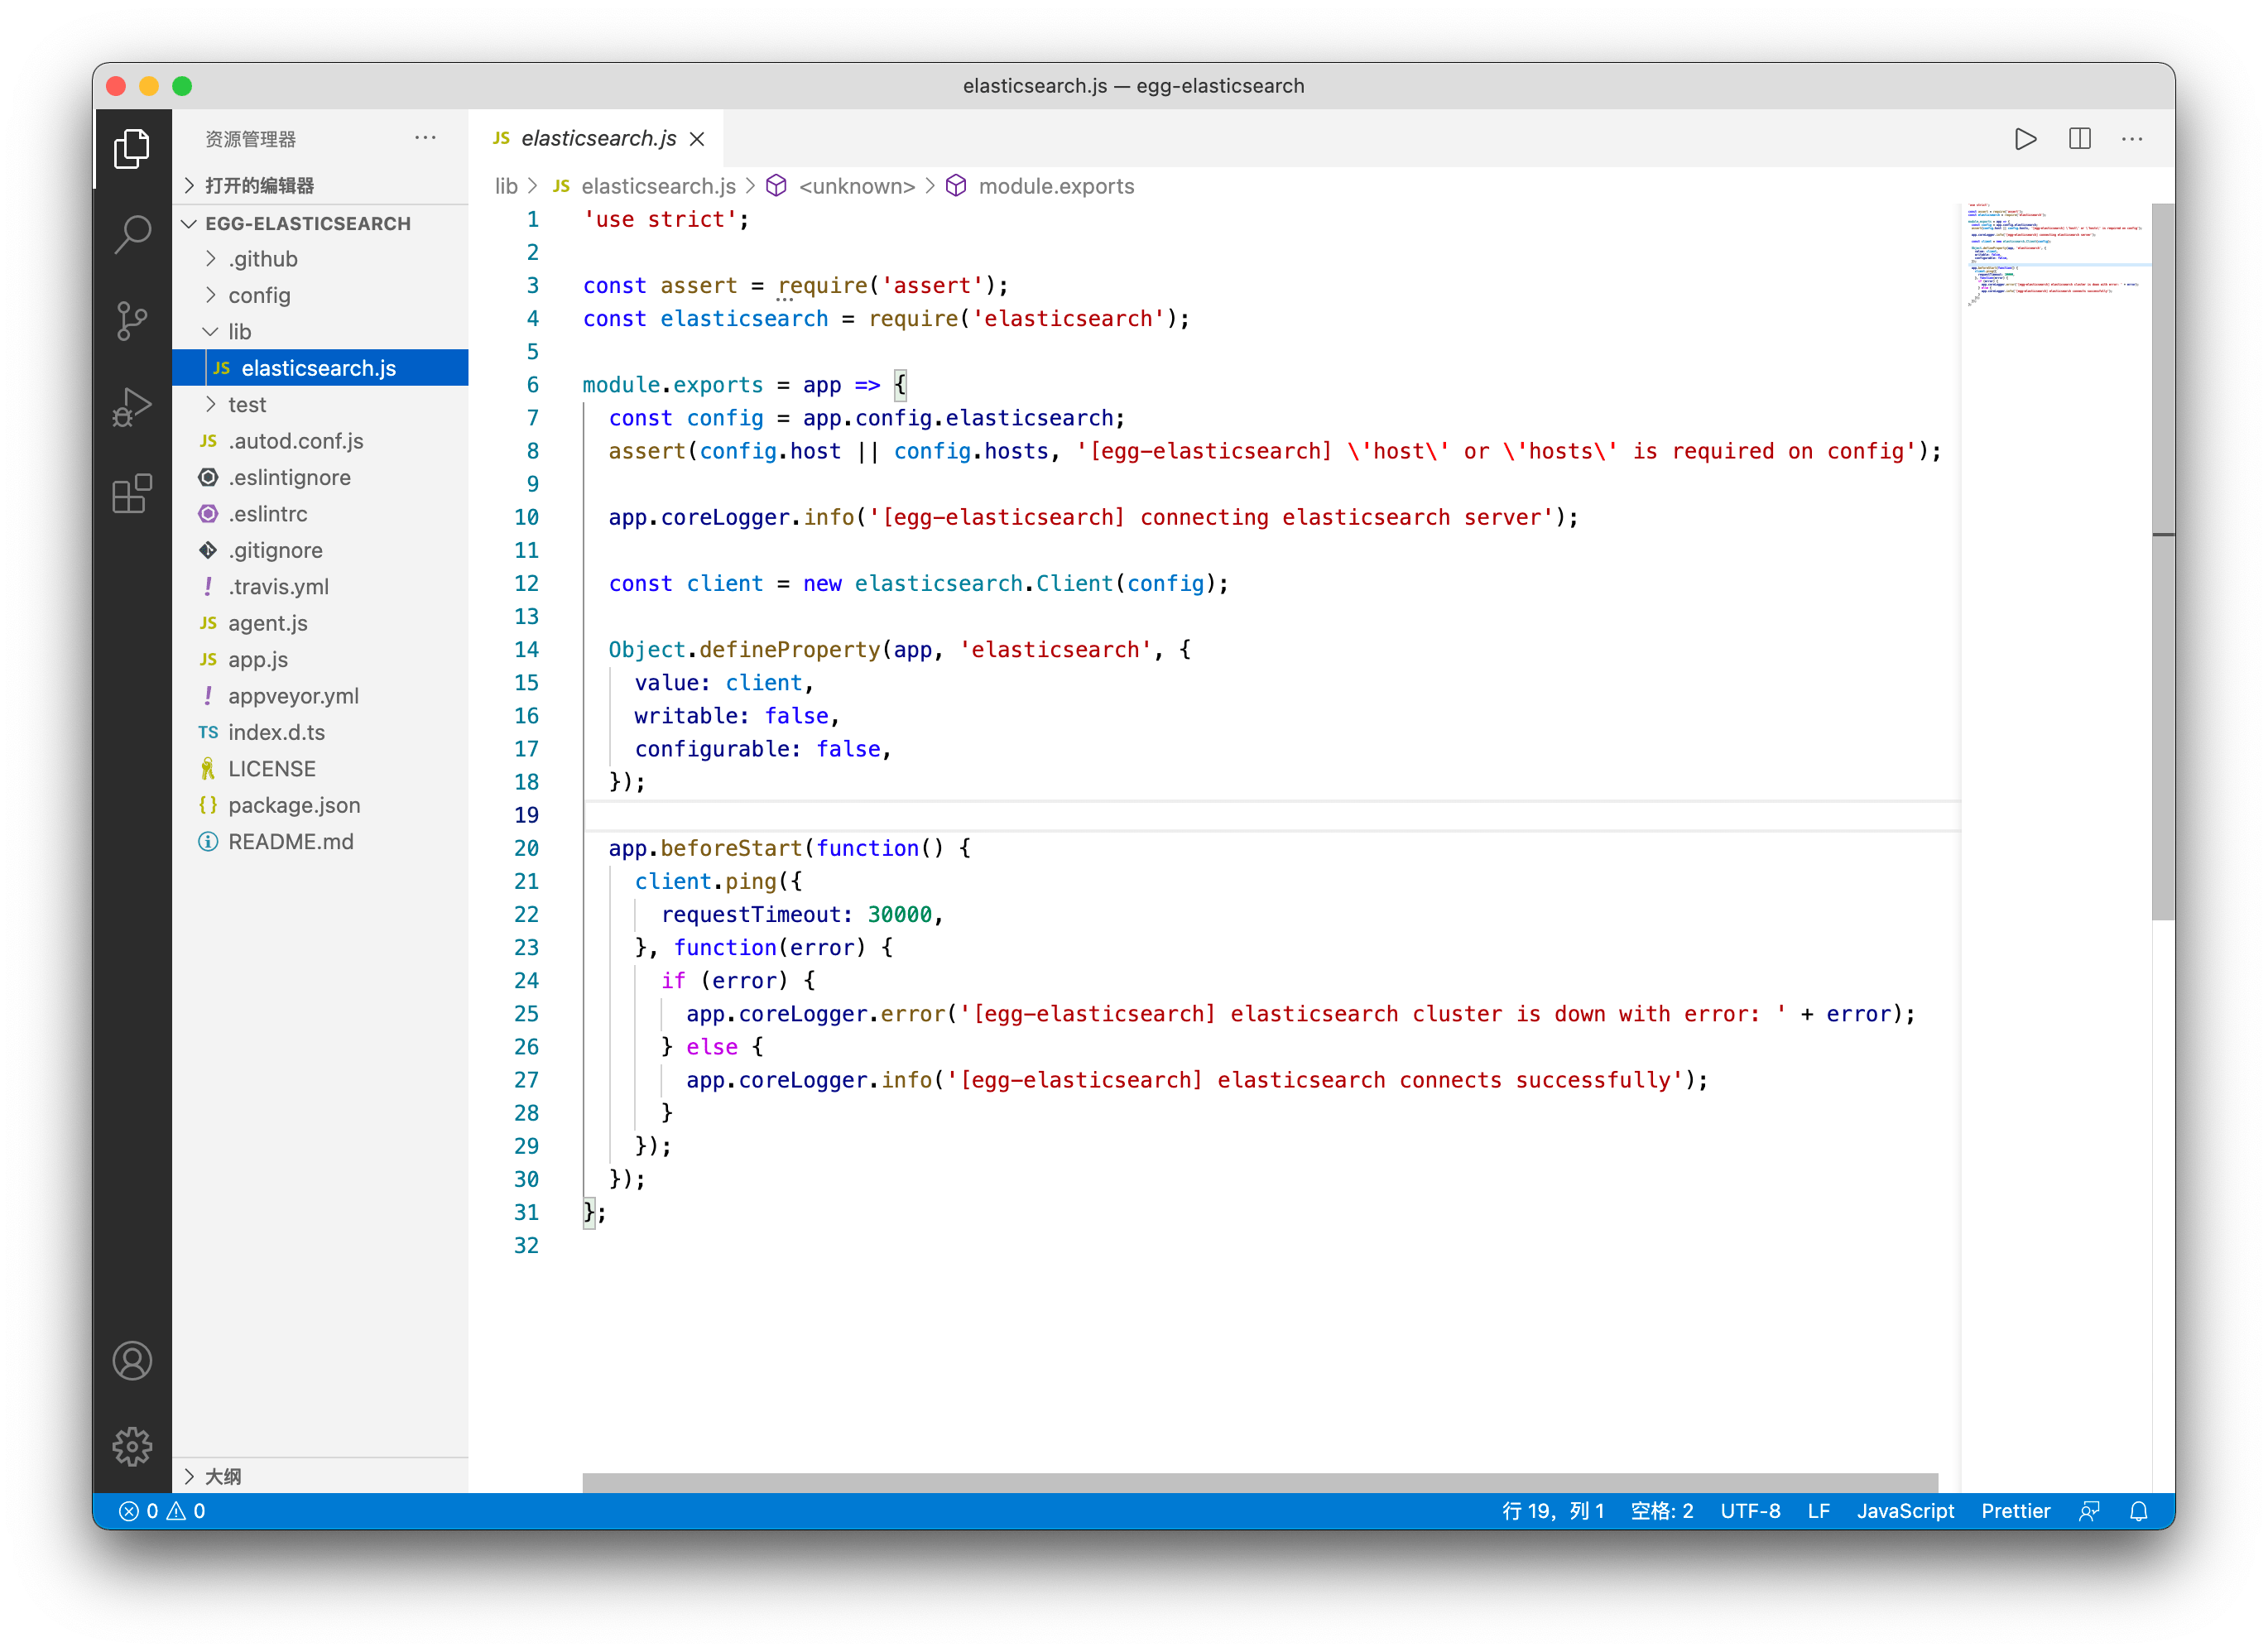 elasticsearch.js — egg-elasticsearch
资源管理器
打开的编辑器
EGG-ELASTICSEARCH
.github
config
lib
JS elasticsearch.js
test
JS .autod.conf.js
.eslintignore
.eslintrc
.gitignore
! .travis.yml
JS agent.js
JS app.js
! appveyor.yml
TS index.d.ts
LICENSE
{} package.json
README.md
大纲
JS elasticsearch.js
lib > JS elasticsearch.js > <unknown> > module.exports
1 'use strict';
2
3 const assert = require('assert');
4 const elasticsearch = require('elasticsearch');
5
6 module.exports = app => {
7   const config = app.config.elasticsearch;
8   assert(config.host || config.hosts, '[egg-elasticsearch] \'host\' or \'hosts\' is required on config');
9
10   app.coreLogger.info('[egg-elasticsearch] connecting elasticsearch server');
11
12   const client = new elasticsearch.Client(config);
13
14   Object.defineProperty(app, 'elasticsearch', {
15     value: client,
16     writable: false,
17     configurable: false,
18   });
19
20   app.beforeStart(function() {
21     client.ping({
22       requestTimeout: 30000,
23     }, function(error) {
24       if (error) {
25         app.coreLogger.error('[egg-elasticsearch] elasticsearch cluster is down with error: ' + error);
26       } else {
27         app.coreLogger.info('[egg-elasticsearch] elasticsearch connects successfully');
28       }
29     });
30   });
31 };
32
0 0 行 19，列 1 空格: 2 UTF-8 LF JavaScript Prettier